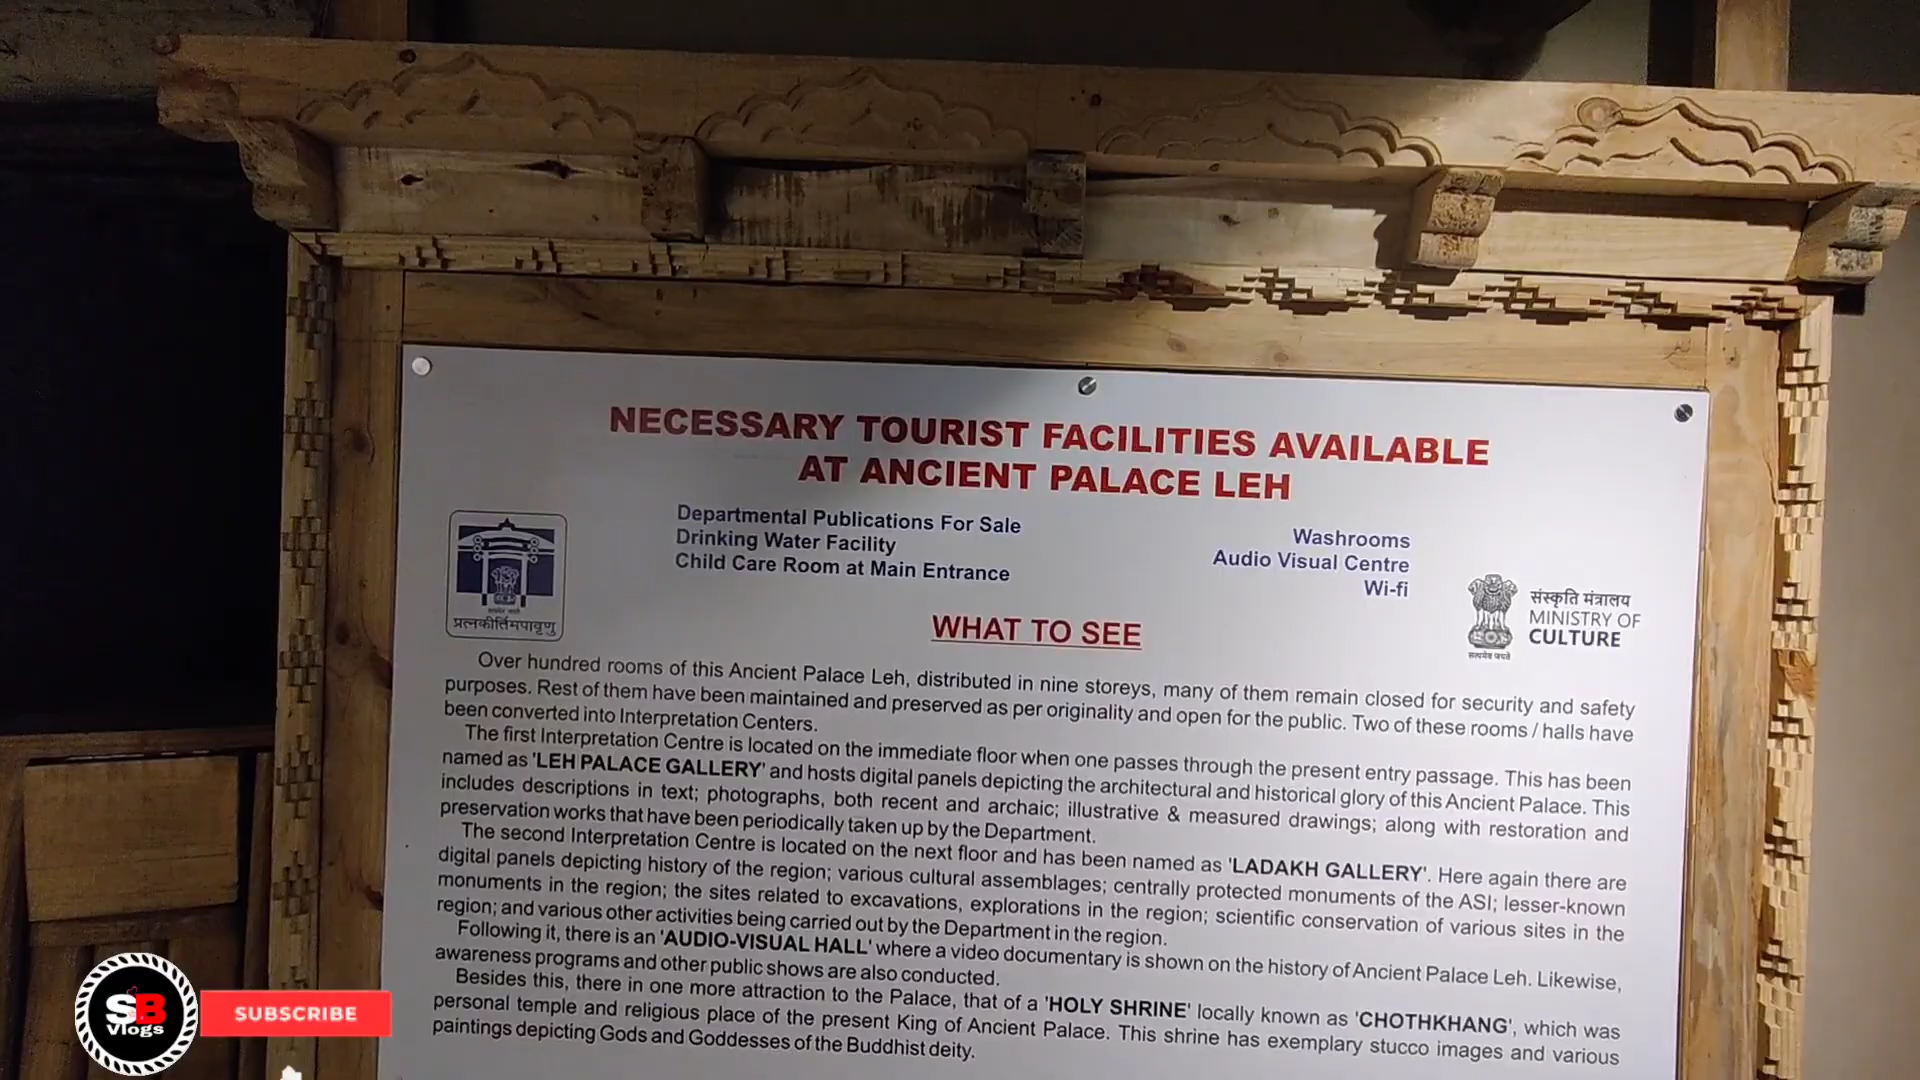 NECESSARY TOURIST FACILITIES AVAILABLE
AT ANCIENT PALACE LEH
Departmental Publications For Sale
Drinking Water Facility
Child Care Room at Main Entrance
Washrooms
Audio Visual Centre
Wi-fi
प्रत्नकीर्तिमपावृणु
संस्कृति मंत्रालय
MINISTRY OF
CULTURE
सत्यमेव जयते
WHAT TO SEE
Over hundred rooms of this Ancient Palace Leh, distributed in nine storeys, many of them remain closed for security and safety
purposes. Rest of them have been maintained and preserved as per originality and open for the public. Two of these rooms / halls have
been converted into Interpretation Centers.
The first Interpretation Centre is located on the immediate floor when one passes through the present entry passage. This has been
named as 'LEH PALACE GALLERY' and hosts digital panels depicting the architectural and historical glory of this Ancient Palace. This
includes descriptions in text; photographs, both recent and archaic; illustrative & measured drawings; along with restoration and
preservation works that have been periodically taken up by the Department.
The second Interpretation Centre is located on the next floor and has been named as 'LADAKH GALLERY'. Here again there are
digital panels depicting history of the region; various cultural assemblages; centrally protected monuments of the ASI; lesser-known
monuments in the region; the sites related to excavations, explorations in the region; scientific conservation of various sites in the
region; and various other activities being carried out by the Department in the region.
Following it, there is an 'AUDIO-VISUAL HALL' where a video documentary is shown on the history of Ancient Palace Leh. Likewise,
awareness programs and other public shows are also conducted.
Besides this, there in one more attraction to the Palace, that of a 'HOLY SHRINE' locally known as 'CHOTHKHANG', which was
personal temple and religious place of the present King of Ancient Palace. This shrine has exemplary stucco images and various
paintings depicting Gods and Goddesses of the Buddhist deity.
SB
Vlogs
SUBSCRIBE